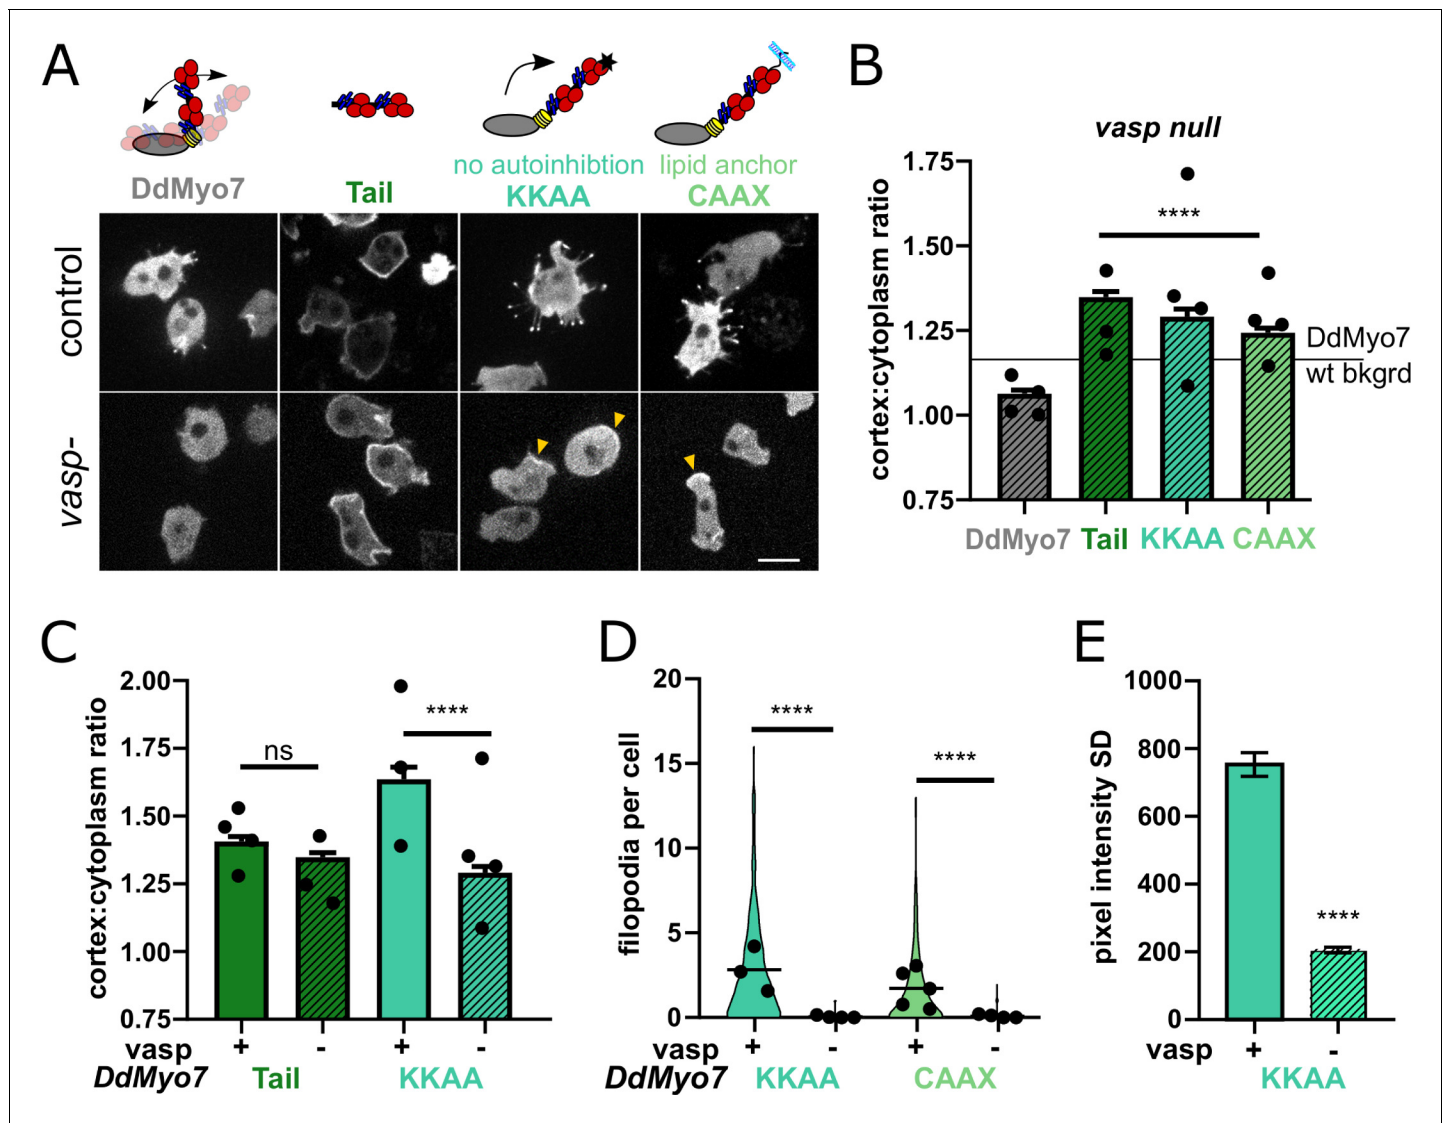 A
DdMyo7
Tail
no autoinhibtion
KKAA
lipid anchor
CAAX
control
vasp-
B
vasp null
cortex:cytoplasm ratio
1.75
1.50
1.25
1.00
0.75
****
DdMyo7
wt bkgrd
DdMyo7 Tail KKAA CAAX
C
cortex:cytoplasm ratio
2.00
1.75
1.50
1.25
1.00
0.75
ns
****
vasp + - + -
DdMyo7 Tail KKAA
D
filopodia per cell
20
15
10
5
0
****
****
vasp + - + -
DdMyo7 KKAA CAAX
E
pixel intensity SD
1000
800
600
400
200
0
****
vasp + -
KKAA